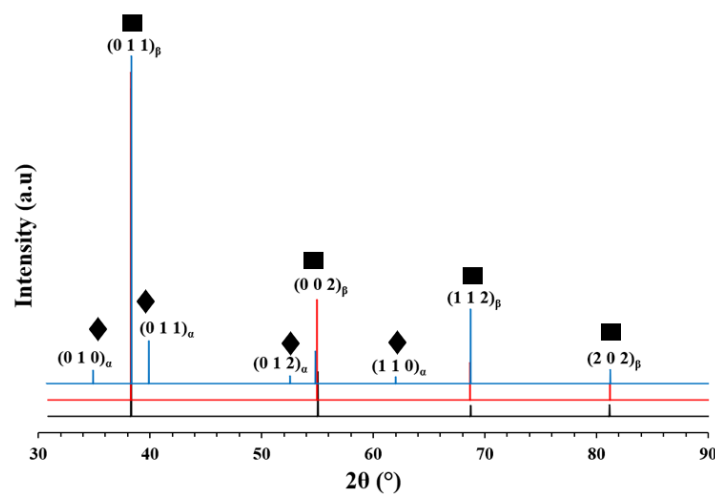 (0 1 1)β
(0 0 2)β
(1 1 2)β
(0 1 1)α
(0 1 0)α
(0 1 2)α
(1 1 0)α
(2 0 2)β
Intensity (a.u)
30 40 50 60 70 80 90
2θ (°)